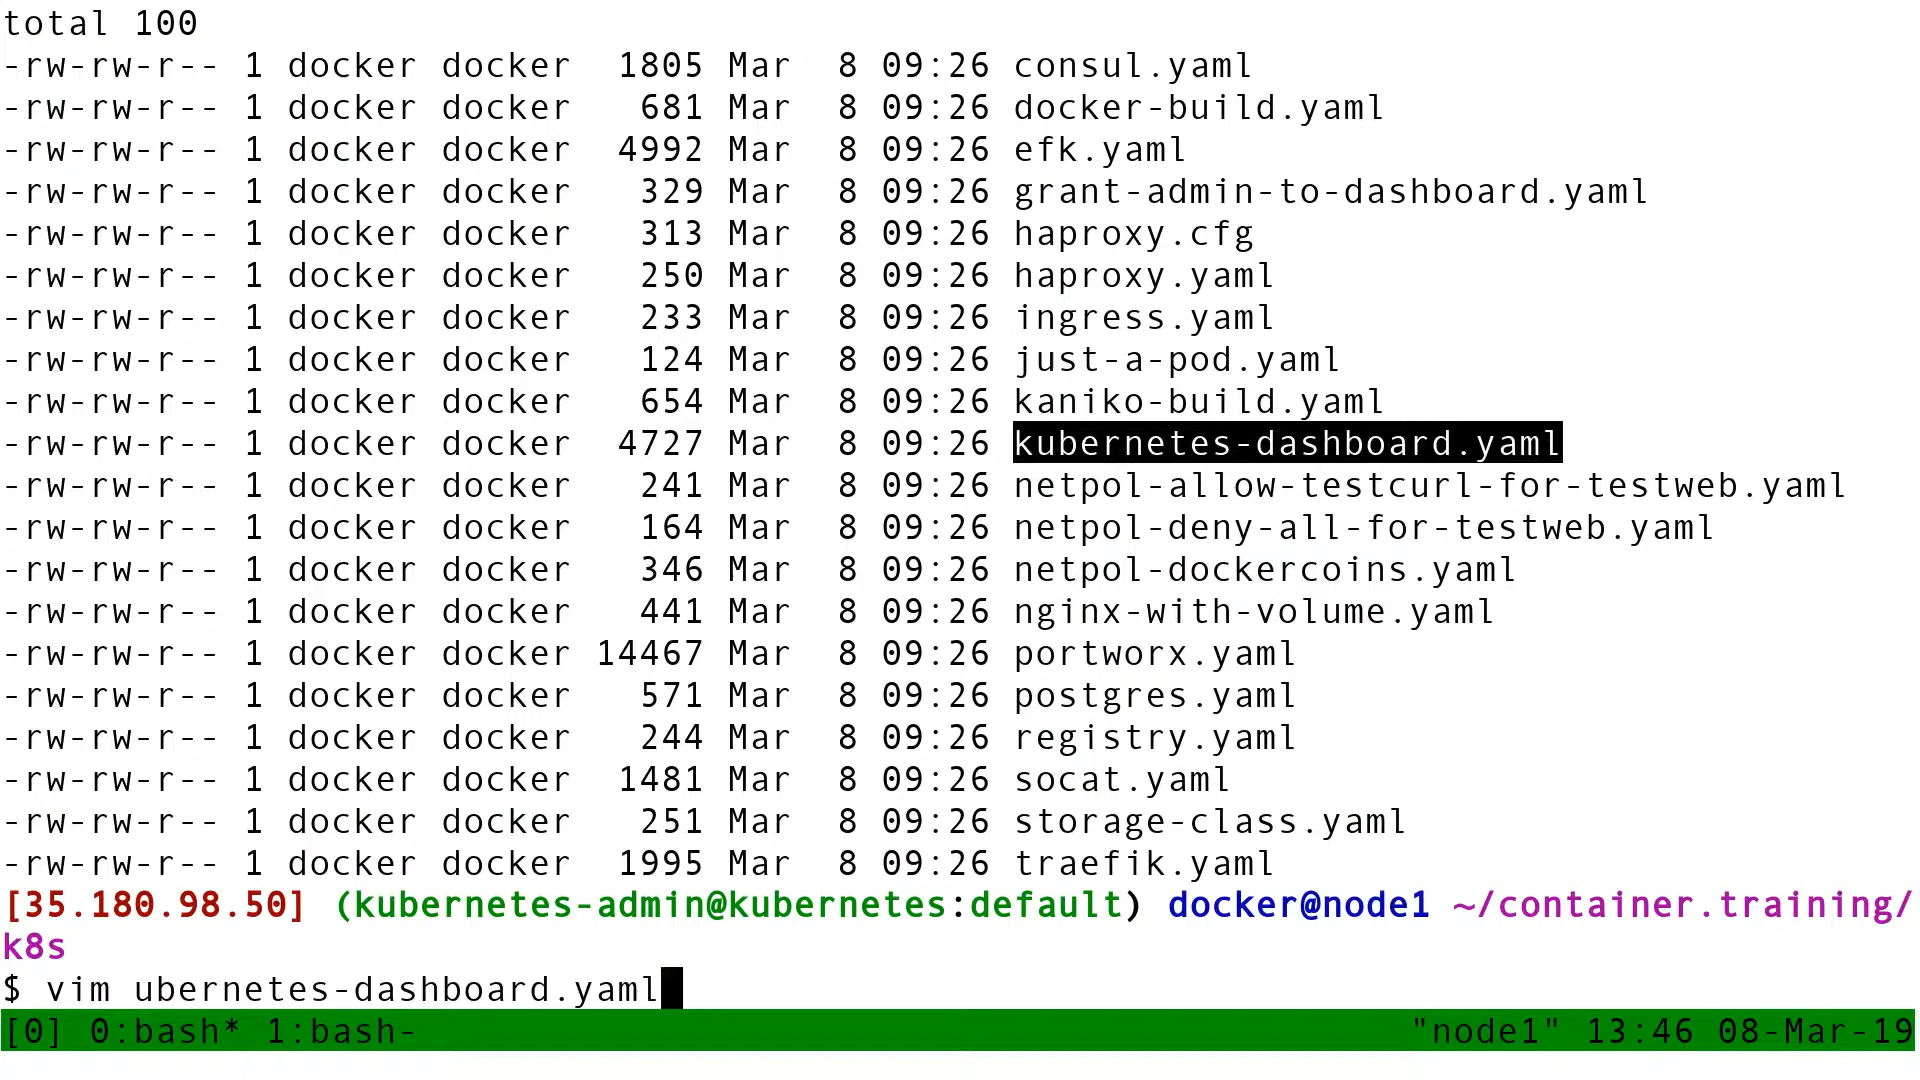 total 100
-rw-rw-r-- 1 docker docker  1805 Mar  8 09:26 consul.yaml
-rw-rw-r-- 1 docker docker   681 Mar  8 09:26 docker-build.yaml
-rw-rw-r-- 1 docker docker  4992 Mar  8 09:26 efk.yaml
-rw-rw-r-- 1 docker docker   329 Mar  8 09:26 grant-admin-to-dashboard.yaml
-rw-rw-r-- 1 docker docker   313 Mar  8 09:26 haproxy.cfg
-rw-rw-r-- 1 docker docker   250 Mar  8 09:26 haproxy.yaml
-rw-rw-r-- 1 docker docker   233 Mar  8 09:26 ingress.yaml
-rw-rw-r-- 1 docker docker   124 Mar  8 09:26 just-a-pod.yaml
-rw-rw-r-- 1 docker docker   654 Mar  8 09:26 kaniko-build.yaml
-rw-rw-r-- 1 docker docker  4727 Mar  8 09:26 kubernetes-dashboard.yaml
-rw-rw-r-- 1 docker docker   241 Mar  8 09:26 netpol-allow-testcurl-for-testweb.yaml
-rw-rw-r-- 1 docker docker   164 Mar  8 09:26 netpol-deny-all-for-testweb.yaml
-rw-rw-r-- 1 docker docker   346 Mar  8 09:26 netpol-dockercoins.yaml
-rw-rw-r-- 1 docker docker   441 Mar  8 09:26 nginx-with-volume.yaml
-rw-rw-r-- 1 docker docker 14467 Mar  8 09:26 portworx.yaml
-rw-rw-r-- 1 docker docker   571 Mar  8 09:26 postgres.yaml
-rw-rw-r-- 1 docker docker   244 Mar  8 09:26 registry.yaml
-rw-rw-r-- 1 docker docker  1481 Mar  8 09:26 socat.yaml
-rw-rw-r-- 1 docker docker   251 Mar  8 09:26 storage-class.yaml
-rw-rw-r-- 1 docker docker  1995 Mar  8 09:26 traefik.yaml
[35.180.98.50] (kubernetes-admin@kubernetes:default) docker@node1 ~/container.training/
k8s
$ vim ubernetes-dashboard.yaml
[0] 0:bash* 1:bash- "node1" 13:46 08-Mar-19